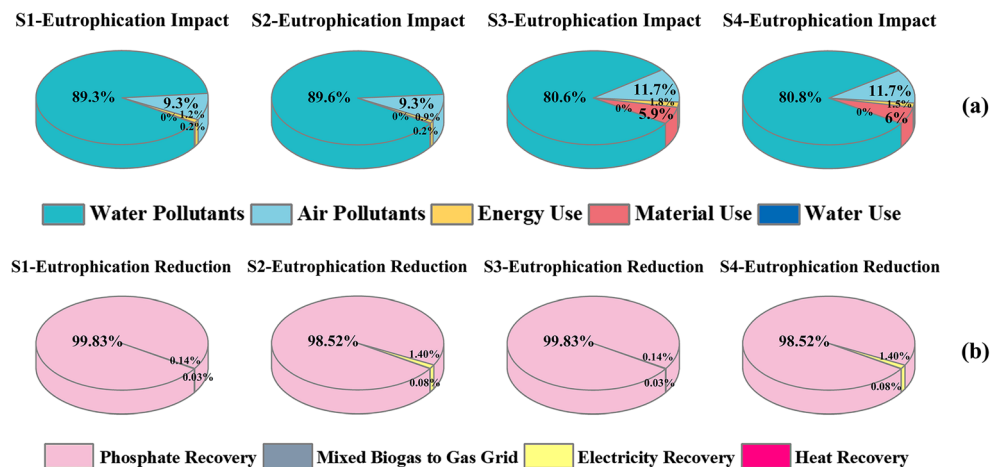 S1-Eutrophication Impact S2-Eutrophication Impact S3-Eutrophication Impact S4-Eutrophication Impact
89.3% 9.3% 1.2% 0% 0.2%
89.6% 9.3% 0.9% 0% 0.2%
80.6% 11.7% 1.8% 0% 5.9%
80.8% 11.7% 1.5% 0% 6%
(a)
Water Pollutants Air Pollutants Energy Use Material Use Water Use
S1-Eutrophication Reduction S2-Eutrophication Reduction S3-Eutrophication Reduction S4-Eutrophication Reduction
99.83% 0.14% 0.03%
98.52% 1.40% 0.08%
99.83% 0.14% 0.03%
98.52% 1.40% 0.08%
(b)
Phosphate Recovery Mixed Biogas to Gas Grid Electricity Recovery Heat Recovery